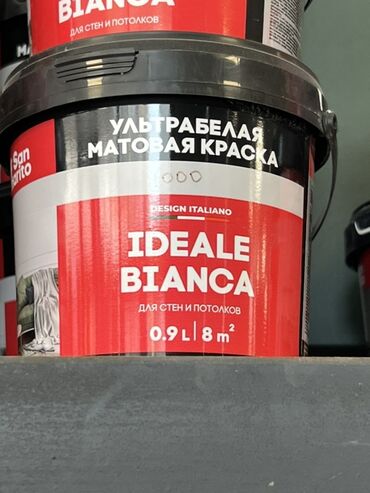 BIANCA
ДЛЯ СТЕН И ПОТОЛКОВ
San
УЛЬТРАБЕЛАЯ
МАТОВАЯ КРАСКА
DESIGN ITALIANO
IDEALE
BIANCA
ДЛЯ СТЕН И ПОТОЛКОВ
0.9 L | 8 m²